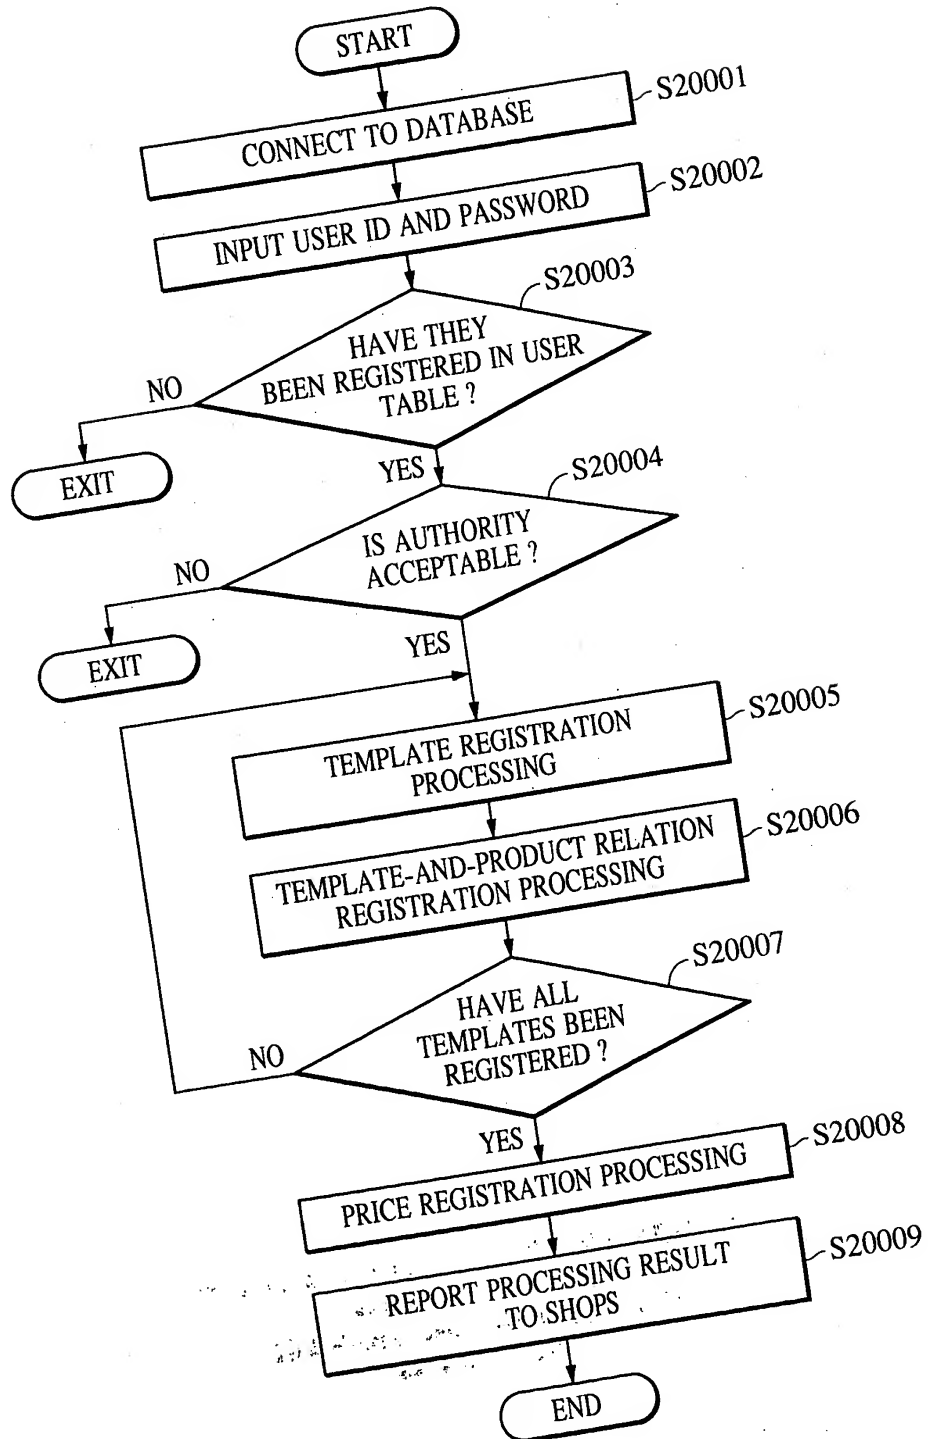 START
CONNECT TO DATABASE
S20001
INPUT USER ID AND PASSWORD
S20002
HAVE THEY
BEEN REGISTERED IN USER
TABLE ?
S20003
NO
EXIT
YES
IS AUTHORITY
ACCEPTABLE ?
S20004
NO
EXIT
YES
TEMPLATE REGISTRATION
PROCESSING
S20005
TEMPLATE-AND-PRODUCT RELATION
REGISTRATION PROCESSING
S20006
HAVE ALL
TEMPLATES BEEN
REGISTERED ?
S20007
NO
YES
PRICE REGISTRATION PROCESSING
S20008
REPORT PROCESSING RESULT
TO SHOPS
S20009
END